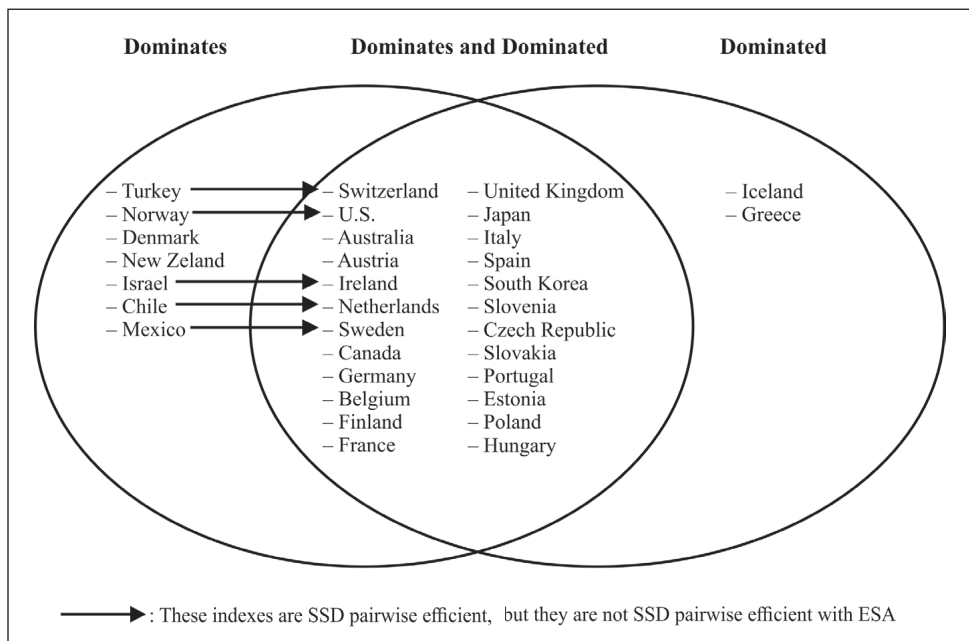 Dominates
Dominates and Dominated
Dominated
– Turkey
– Norway
– Denmark
– New Zeland
– Israel
– Chile
– Mexico
– Switzerland
– U.S.
– Australia
– Austria
– Ireland
– Netherlands
– Sweden
– Canada
– Germany
– Belgium
– Finland
– France
– United Kingdom
– Japan
– Italy
– Spain
– South Korea
– Slovenia
– Czech Republic
– Slovakia
– Portugal
– Estonia
– Poland
– Hungary
– Iceland
– Greece
: These indexes are SSD pairwise efficient, but they are not SSD pairwise efficient with ESA